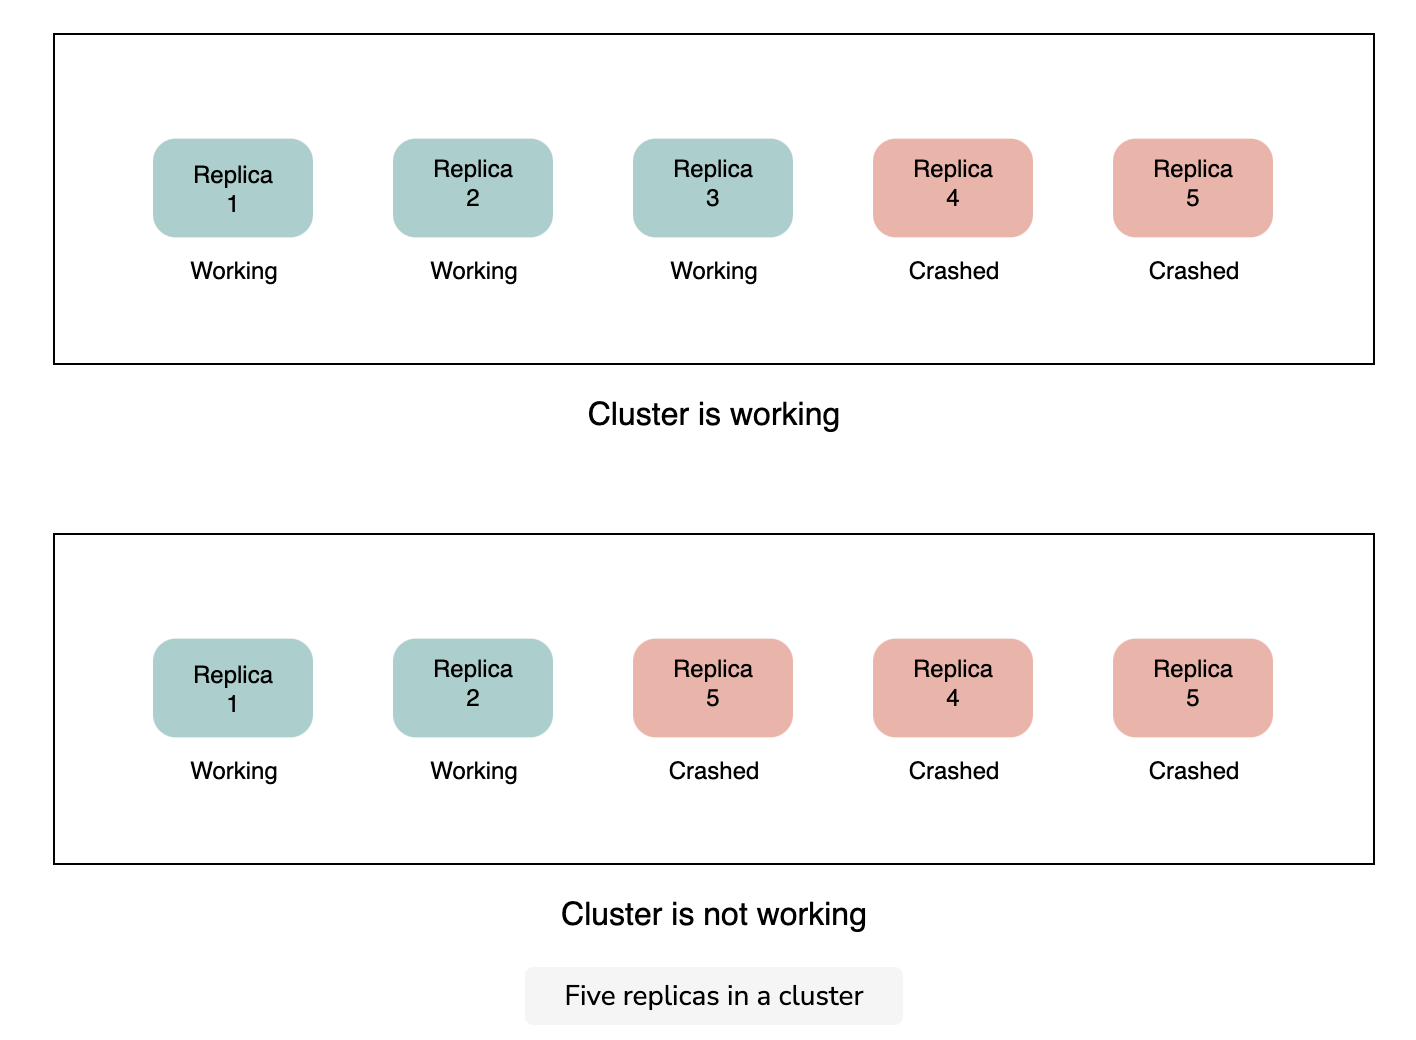 Replica
1
Replica
2
Replica
3
Replica
4
Replica
5
Working
Working
Working
Crashed
Crashed
Cluster is working
Replica
1
Replica
2
Replica
5
Replica
4
Replica
5
Working
Working
Crashed
Crashed
Crashed
Cluster is not working
Five replicas in a cluster